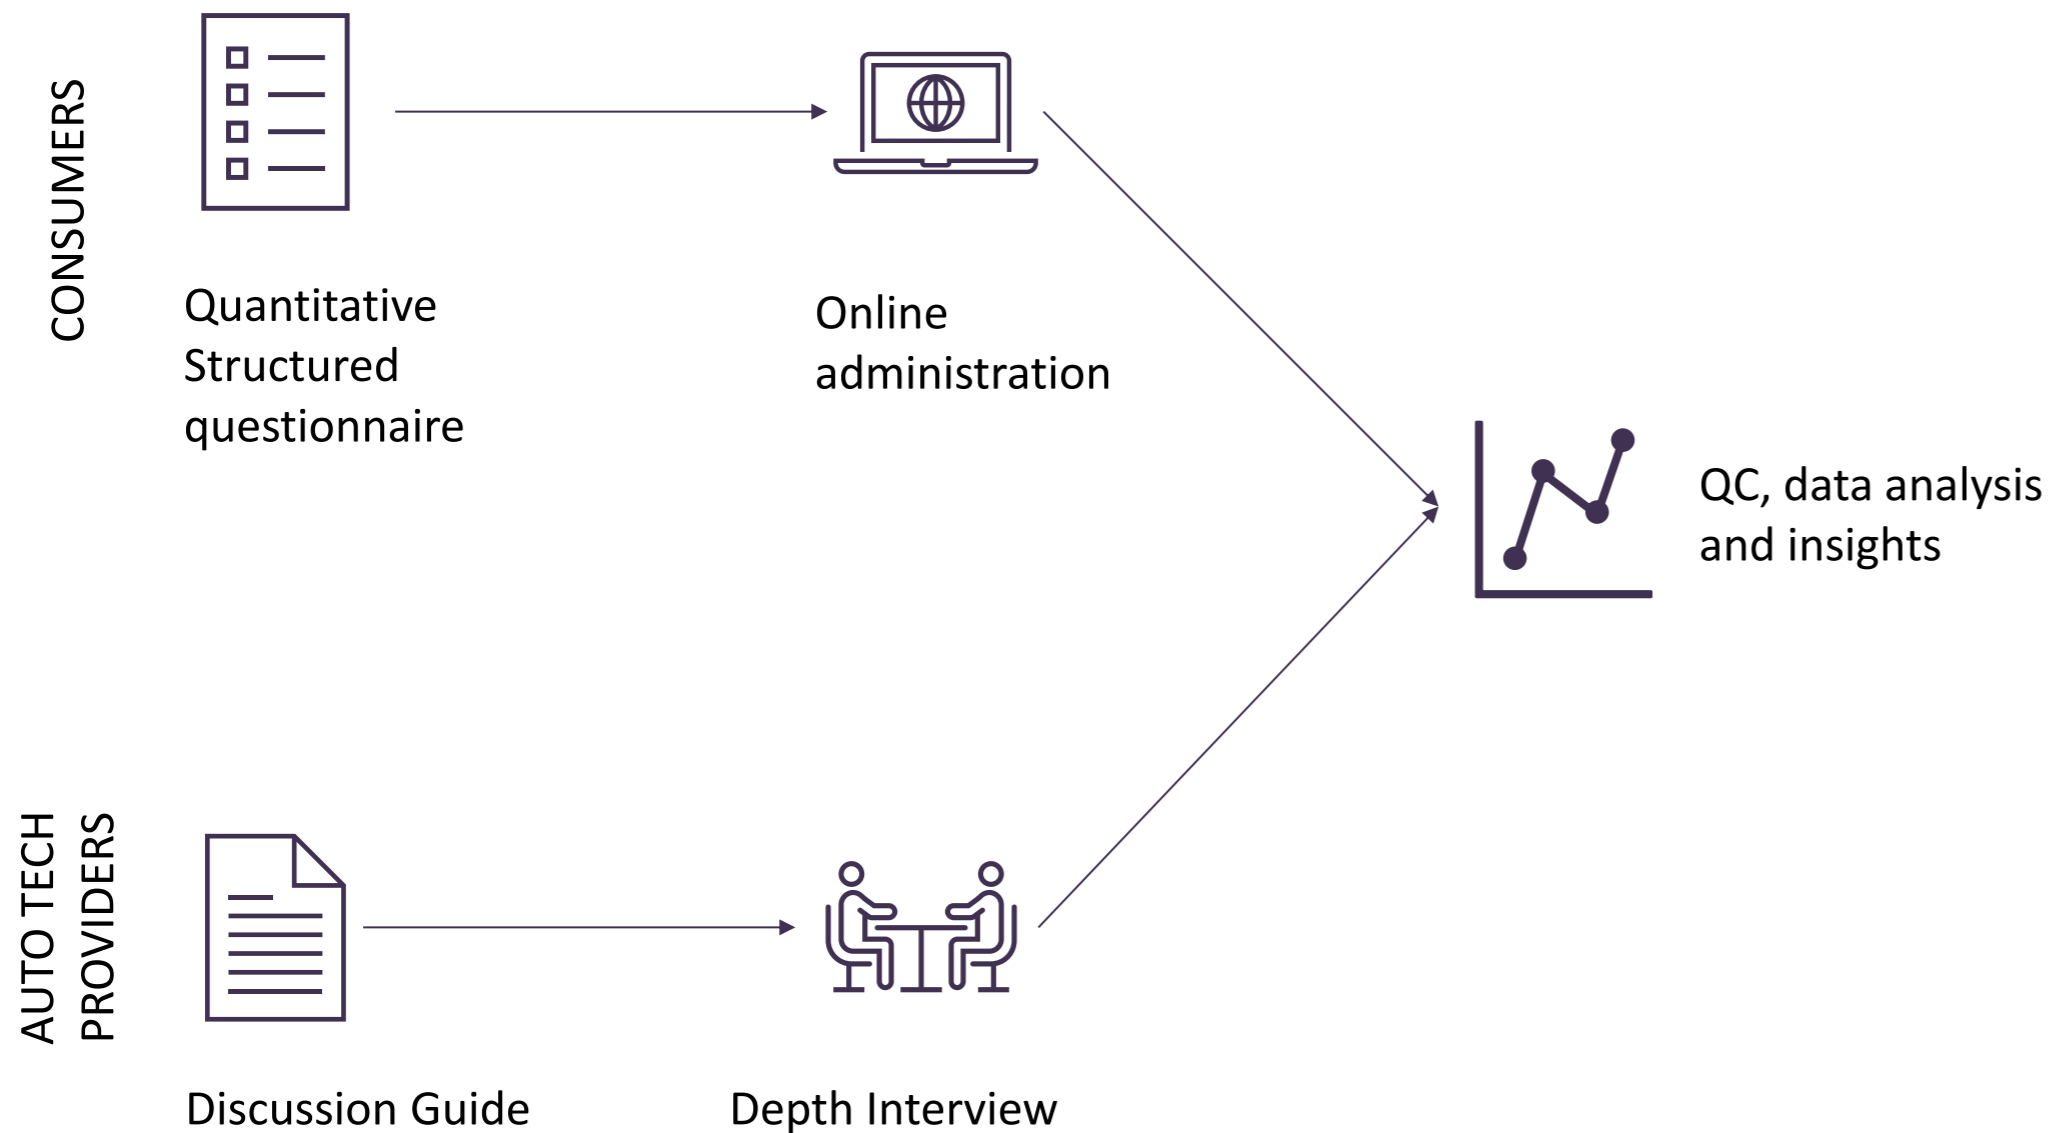 CONSUMERS
Quantitative
Structured
questionnaire
Online
administration
QC, data analysis
and insights
AUTO TECH
PROVIDERS
Discussion Guide
Depth Interview